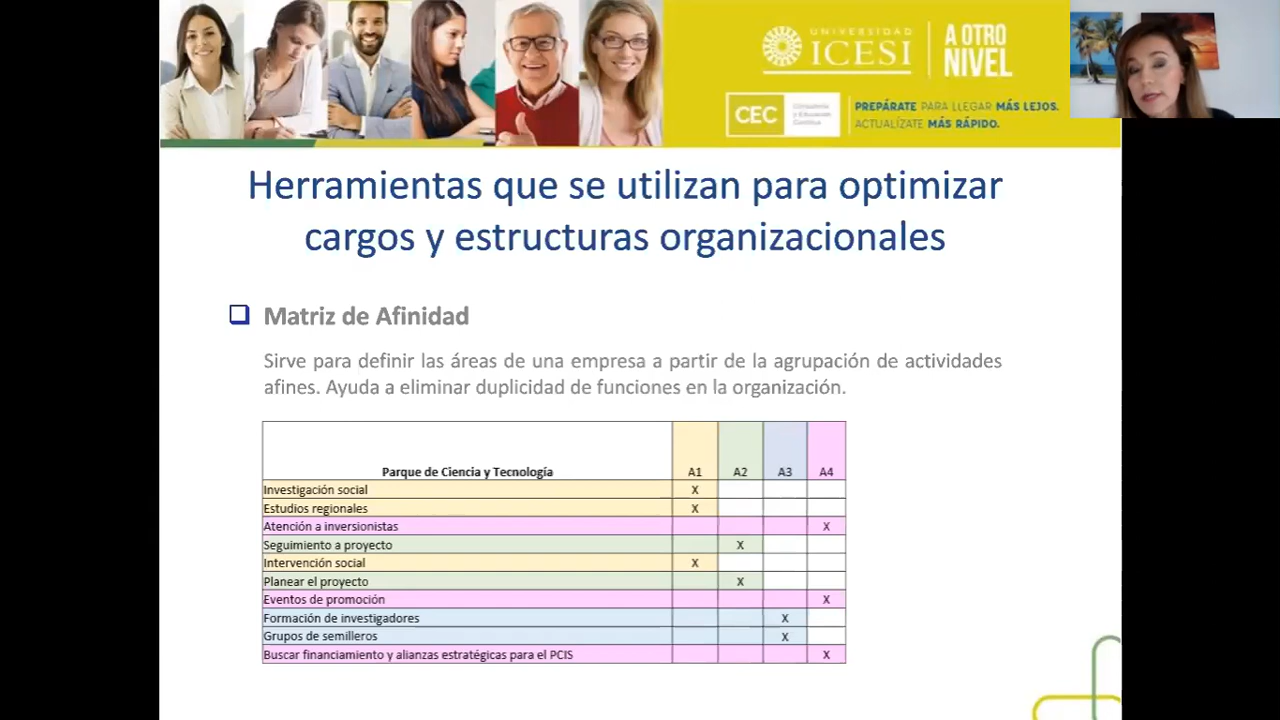 UNIVERSIDAD
ICESI
A OTRO
NIVEL
CEC
Consultoría
y Educación
Continua
PREPÁRATE PARA LLEGAR MÁS LEJOS.
ACTUALÍZATE MÁS RÁPIDO.
Herramientas que se utilizan para optimizar
cargos y estructuras organizacionales
Matriz de Afinidad
Sirve para definir las áreas de una empresa a partir de la agrupación de actividades
afines. Ayuda a eliminar duplicidad de funciones en la organización.
Parque de Ciencia y Tecnología A1 A2 A3 A4
Investigación social X
Estudios regionales X
Atención a inversionistas X
Seguimiento a proyecto X
Intervención social X
Planear el proyecto X
Eventos de promoción X
Formación de investigadores X
Grupos de semilleros X
Buscar financiamiento y alianzas estratégicas para el PCIS X